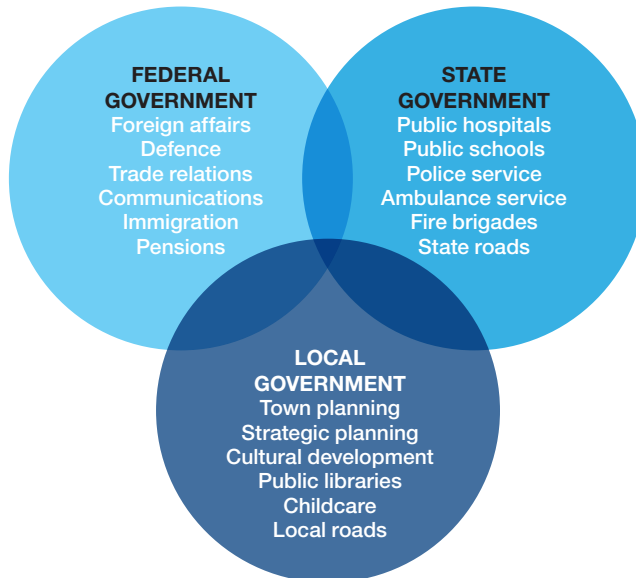 FEDERAL
GOVERNMENT
Foreign affairs
Defence
Trade relations
Communications
Immigration
Pensions
STATE
GOVERNMENT
Public hospitals
Public schools
Police service
Ambulance service
Fire brigades
State roads
LOCAL
GOVERNMENT
Town planning
Strategic planning
Cultural development
Public libraries
Childcare
Local roads